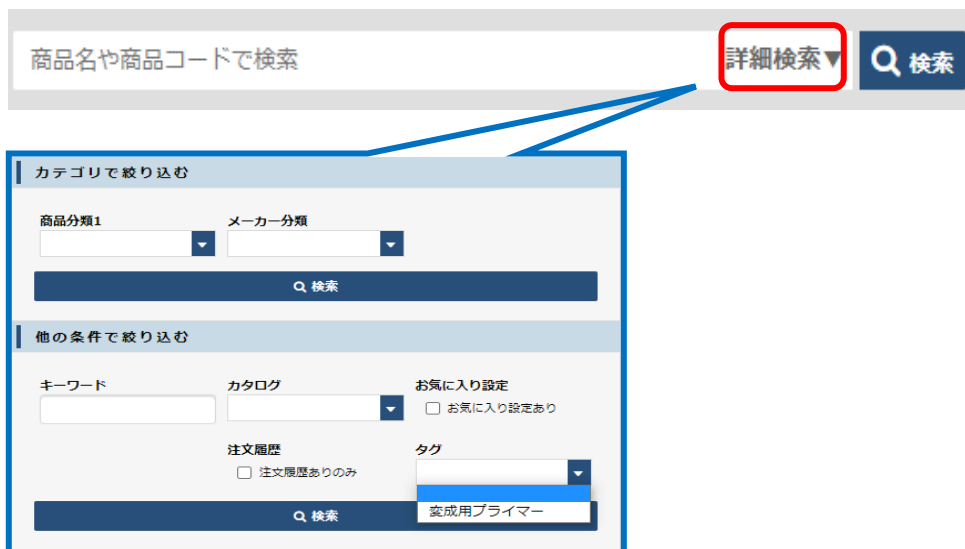 商品名や商品コードで検索 詳細検索▼ 検索
カテゴリで絞り込む
商品分類1 メーカー分類
検索
他の条件で絞り込む
キーワード カタログ お気に入り設定
お気に入り設定あり
注文履歴 タグ
注文履歴ありのみ
変成用プライマー
検索